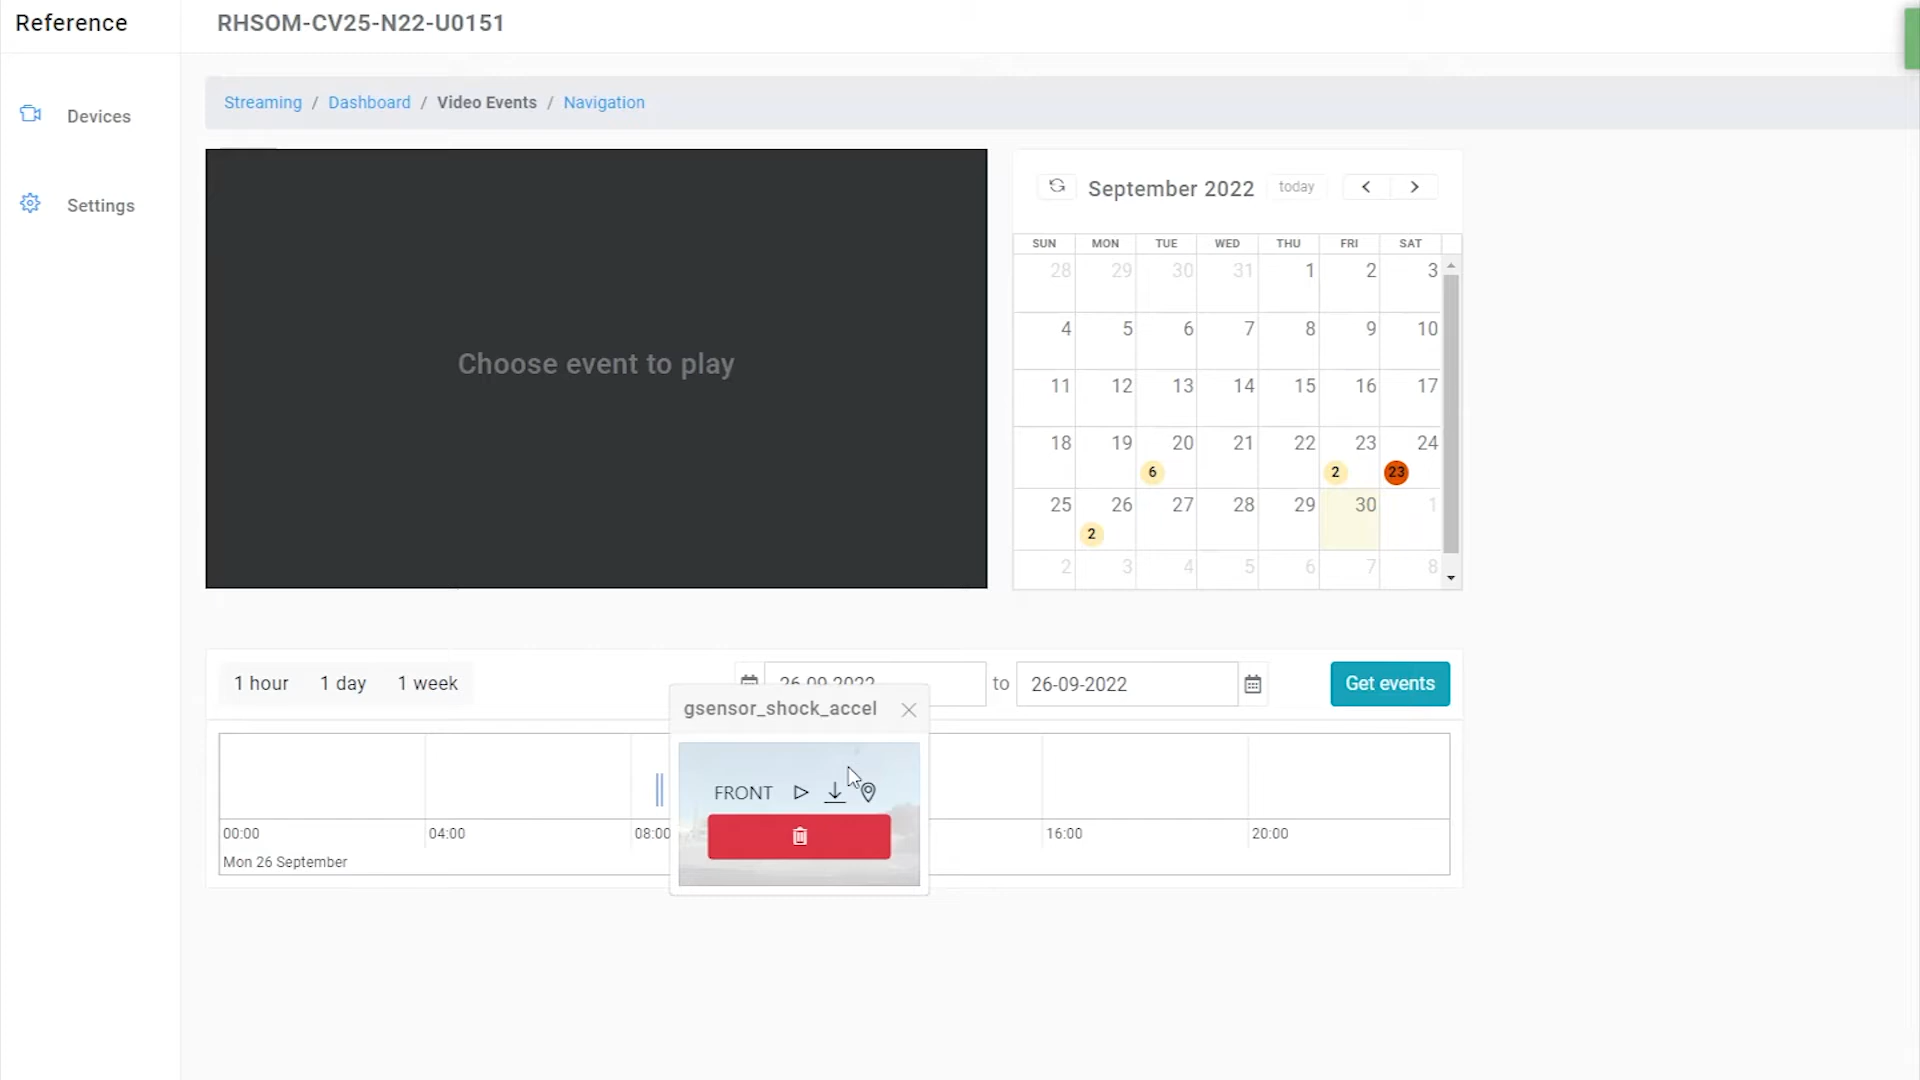 Reference
RHSOM-CV25-N22-U0151
Devices
Settings
Streaming / Dashboard / Video Events / Navigation
Choose event to play
September 2022 today
SUN MON TUE WED THU FRI SAT
28 29 30 31 1 2 3
4 5 6 7 8 9 10
11 12 13 14 15 16 17
18 19 20 21 22 23 24
6 2 23
25 26 27 28 29 30 1
2
2 3 4 5 6 7 8
1 hour 1 day 1 week 26-09-2022 to 26-09-2022 Get events
gsensor_shock_accel
FRONT
00:00 04:00 08:00 16:00 20:00
Mon 26 September